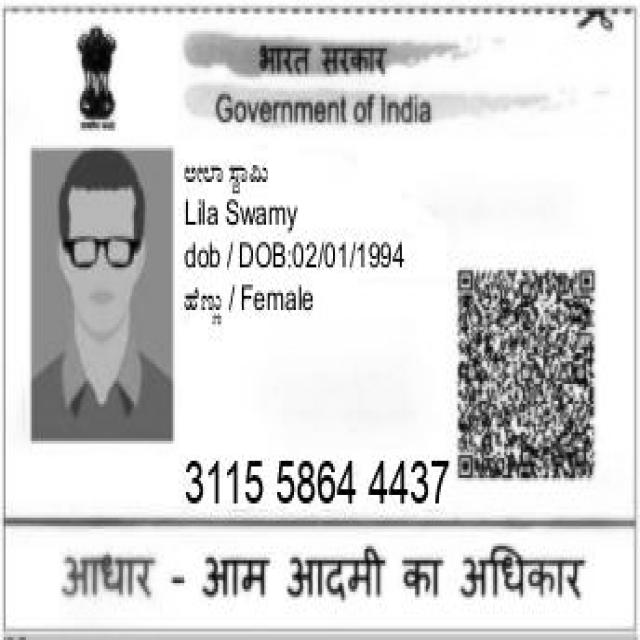 भारत सरकार
Government of India
ಲೀಲಾ ಸ್ವಾಮಿ
Lila Swamy
dob / DOB:02/01/1994
ಹೆಣ್ಣು / Female
3115 5864 4437
आधार - आम आदमी का अधिकार